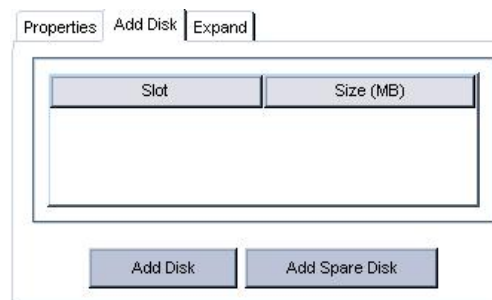 Properties Add Disk Expand
Slot Size (MB)
Add Disk Add Spare Disk